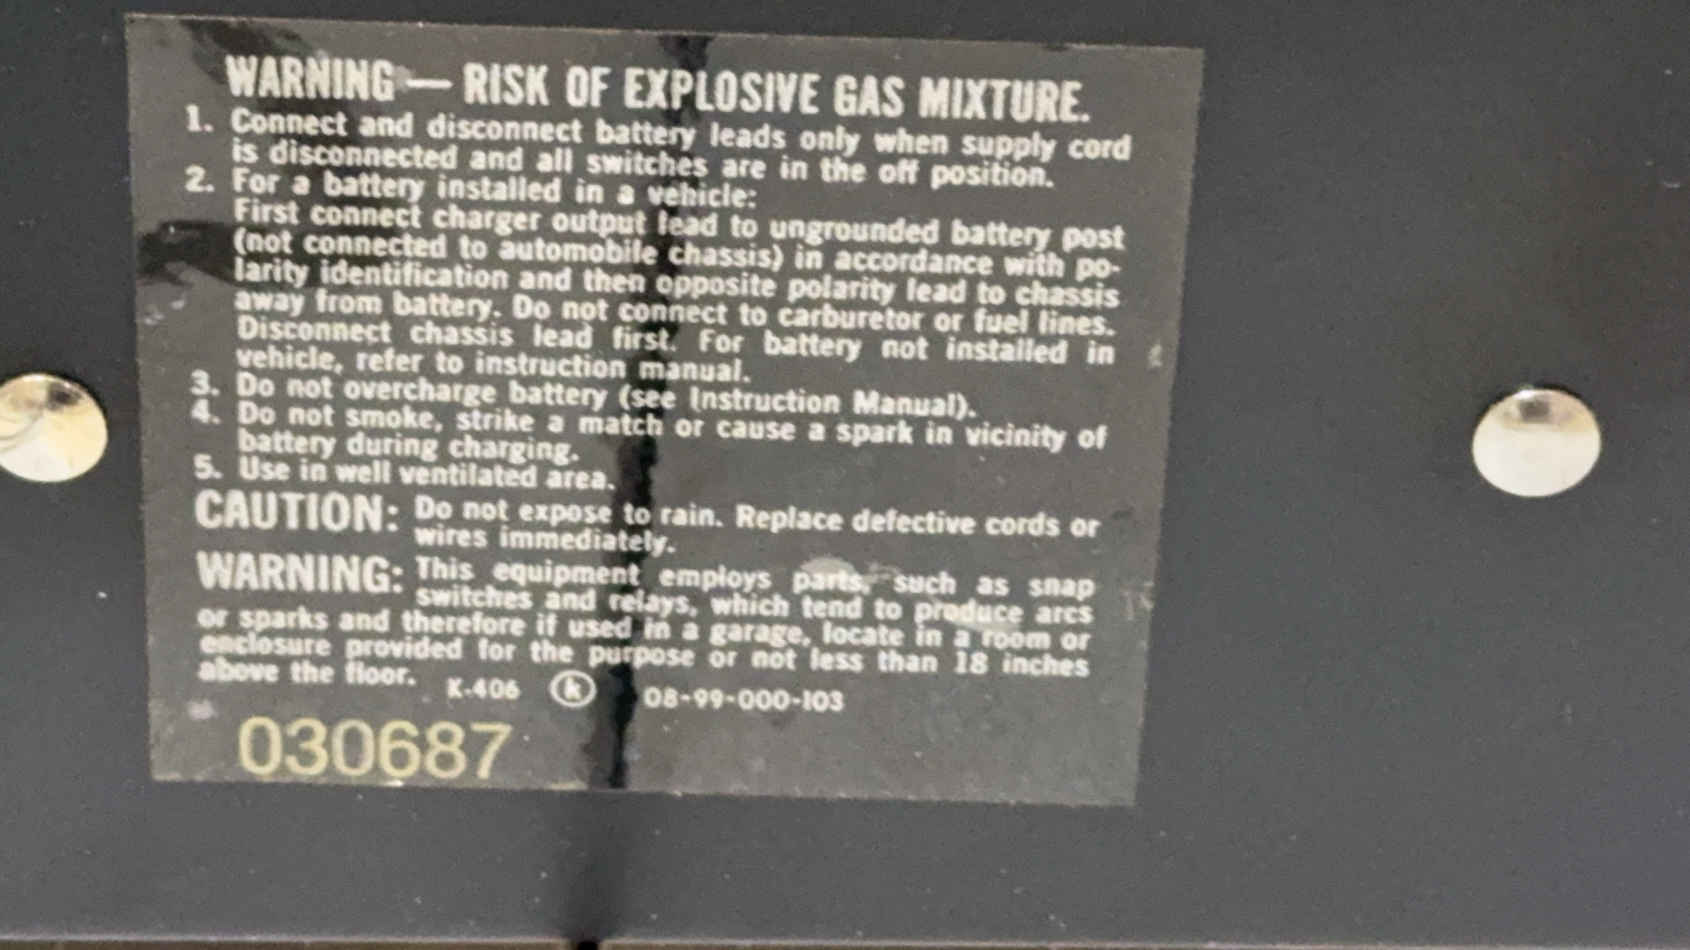 WARNING — RISK OF EXPLOSIVE GAS MIXTURE.
1. Connect and disconnect battery leads only when supply cord
is disconnected and all switches are in the off position.
2. For a battery installed in a vehicle:
First connect charger output lead to ungrounded battery post
(not connected to automobile chassis) in accordance with po-
larity identification and then opposite polarity lead to chassis
away from battery. Do not connect to carburetor or fuel lines.
Disconnect chassis lead first. For battery not installed in
vehicle, refer to instruction manual.
3. Do not overcharge battery (see Instruction Manual).
4. Do not smoke, strike a match or cause a spark in vicinity of
battery during charging.
5. Use in well ventilated area.
CAUTION: Do not expose to rain. Replace defective cords or
wires immediately.
WARNING: This equipment employs parts, such as snap
switches and relays, which tend to produce arcs
or sparks and therefore if used in a garage, locate in a room or
enclosure provided for the purpose or not less than 18 inches
above the floor.
K-406 k 08-99-000-103
030687